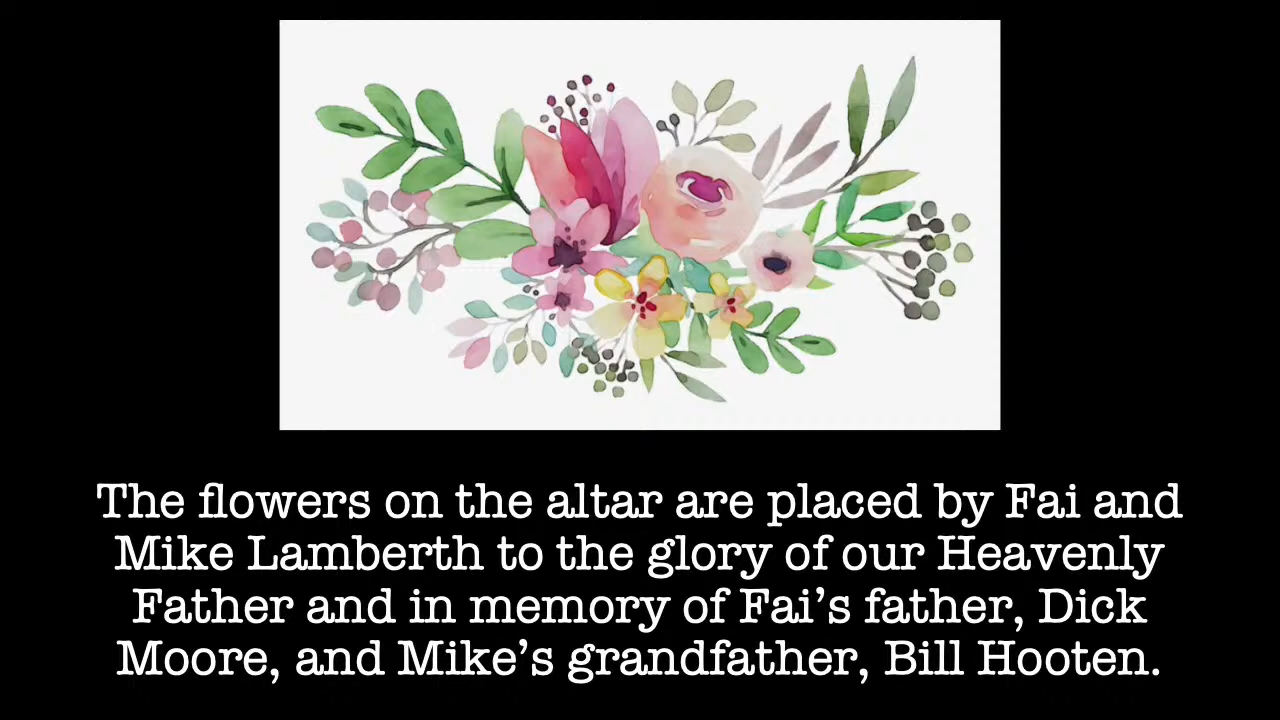 The flowers on the altar are placed by Fai and
Mike Lamberth to the glory of our Heavenly
Father and in memory of Fai’s father, Dick
Moore, and Mike’s grandfather, Bill Hooten.